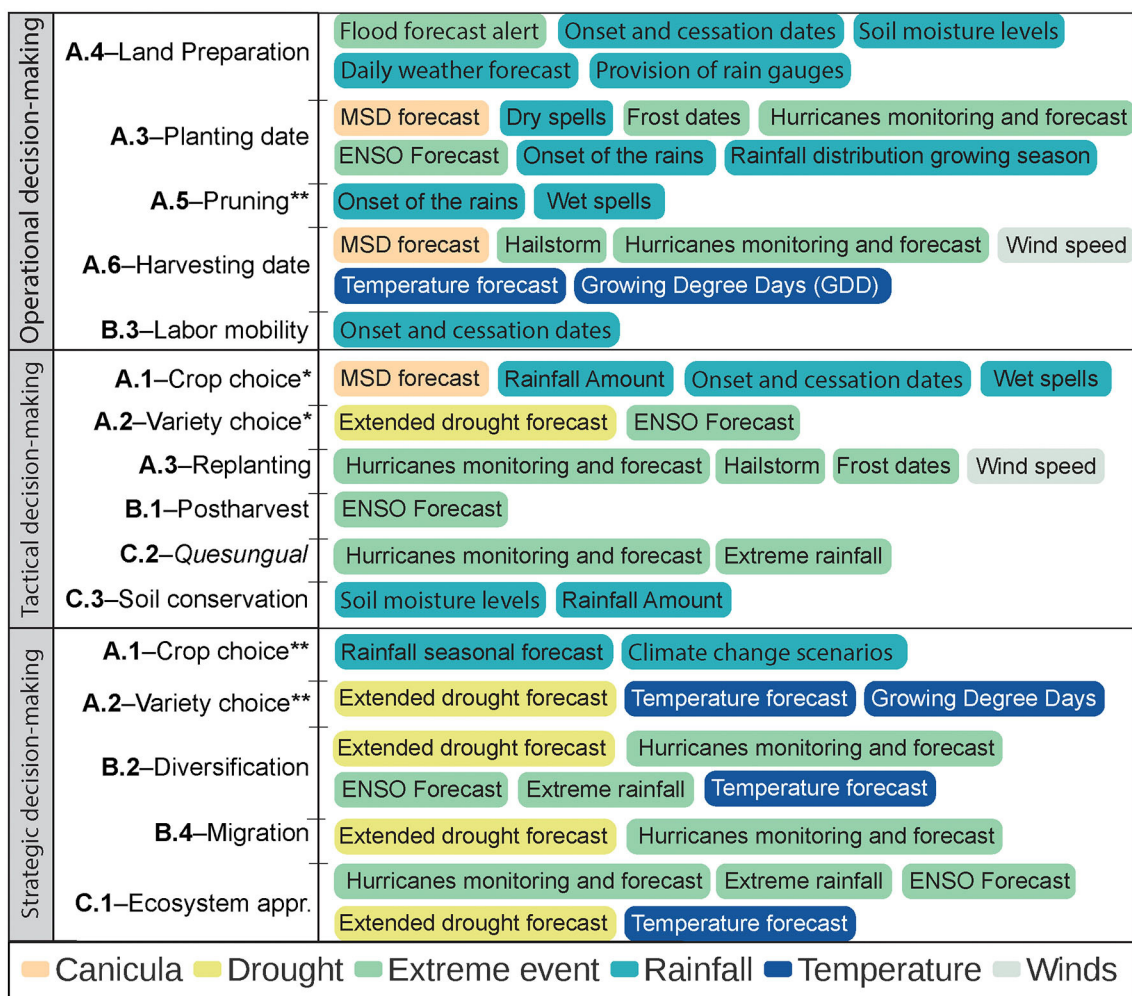 Operational decision-making
A.4–Land Preparation
Flood forecast alert Onset and cessation dates Soil moisture levels
Daily weather forecast Provision of rain gauges
A.3–Planting date
MSD forecast Dry spells Frost dates Hurricanes monitoring and forecast
ENSO Forecast Onset of the rains Rainfall distribution growing season
A.5–Pruning**
Onset of the rains Wet spells
A.6–Harvesting date
MSD forecast Hailstorm Hurricanes monitoring and forecast Wind speed
Temperature forecast Growing Degree Days (GDD)
B.3–Labor mobility
Onset and cessation dates
Tactical decision-making
A.1–Crop choice*
MSD forecast Rainfall Amount Onset and cessation dates Wet spells
A.2–Variety choice*
Extended drought forecast ENSO Forecast
A.3–Replanting
Hurricanes monitoring and forecast Hailstorm Frost dates Wind speed
B.1–Postharvest
ENSO Forecast
C.2–Quesungual
Hurricanes monitoring and forecast Extreme rainfall
C.3–Soil conservation
Soil moisture levels Rainfall Amount
Strategic decision-making
A.1–Crop choice**
Rainfall seasonal forecast Climate change scenarios
A.2–Variety choice**
Extended drought forecast Temperature forecast Growing Degree Days
B.2–Diversification
Extended drought forecast Hurricanes monitoring and forecast
ENSO Forecast Extreme rainfall Temperature forecast
B.4–Migration
Extended drought forecast Hurricanes monitoring and forecast
C.1–Ecosystem appr.
Hurricanes monitoring and forecast Extreme rainfall ENSO Forecast
Extended drought forecast Temperature forecast
Canicula Drought Extreme event Rainfall Temperature Winds